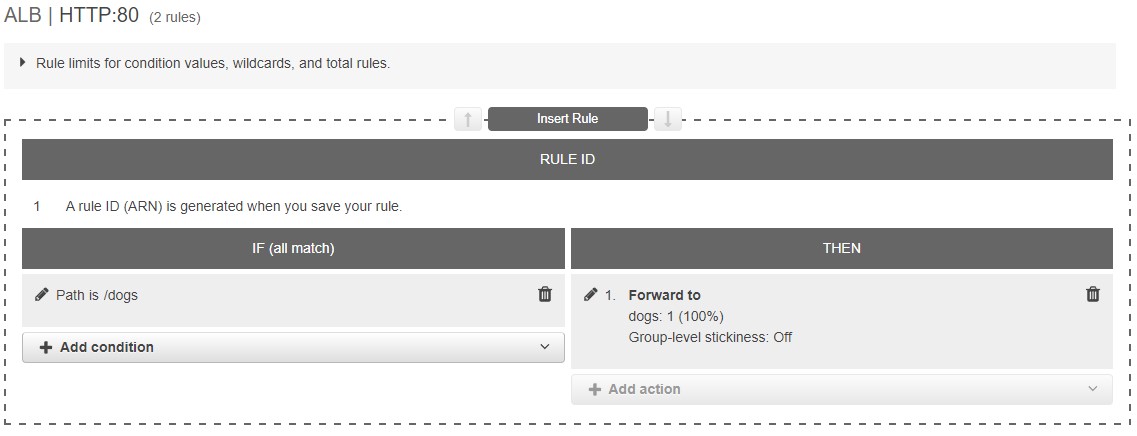 ALB | HTTP:80 (2 rules)
Rule limits for condition values, wildcards, and total rules.
Insert Rule
RULE ID
1 A rule ID (ARN) is generated when you save your rule.
IF (all match)
THEN
Path is /dogs
Add condition
1. Forward to
dogs: 1 (100%)
Group-level stickiness: Off
Add action